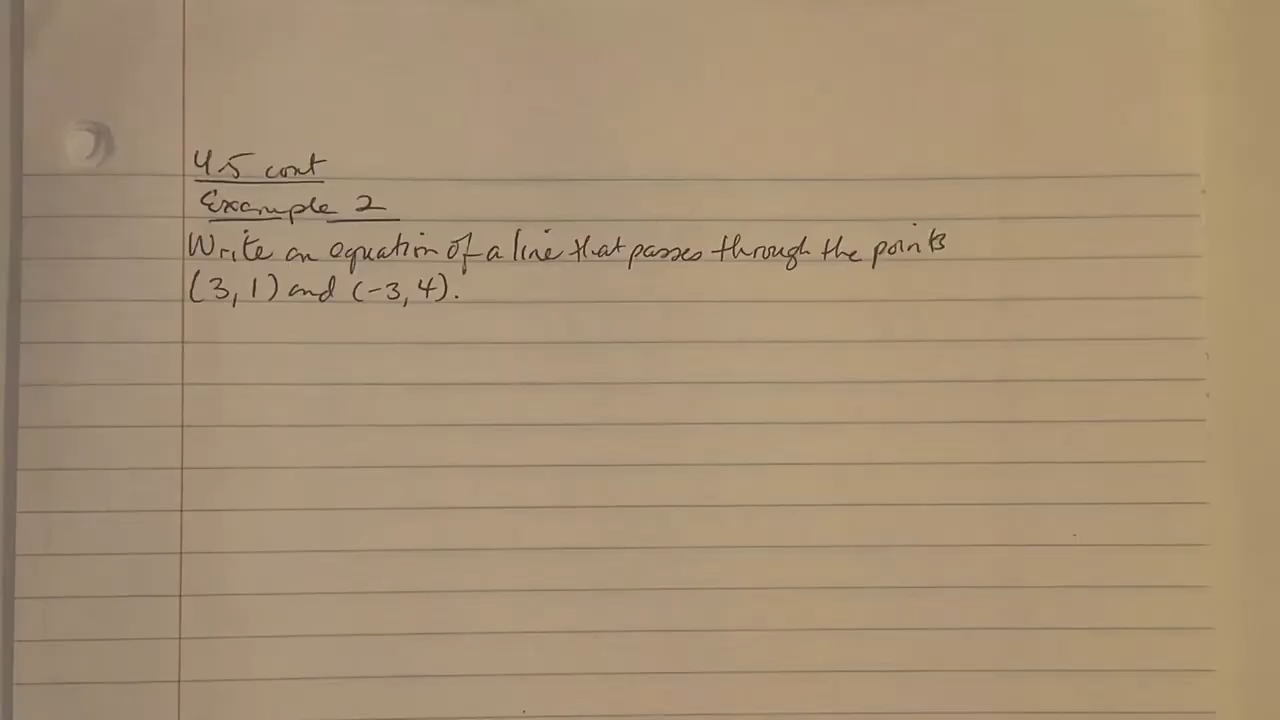 4.5 cont
Example 2
Write an equation of a line that passes through the points
(3, 1) and (-3, 4).